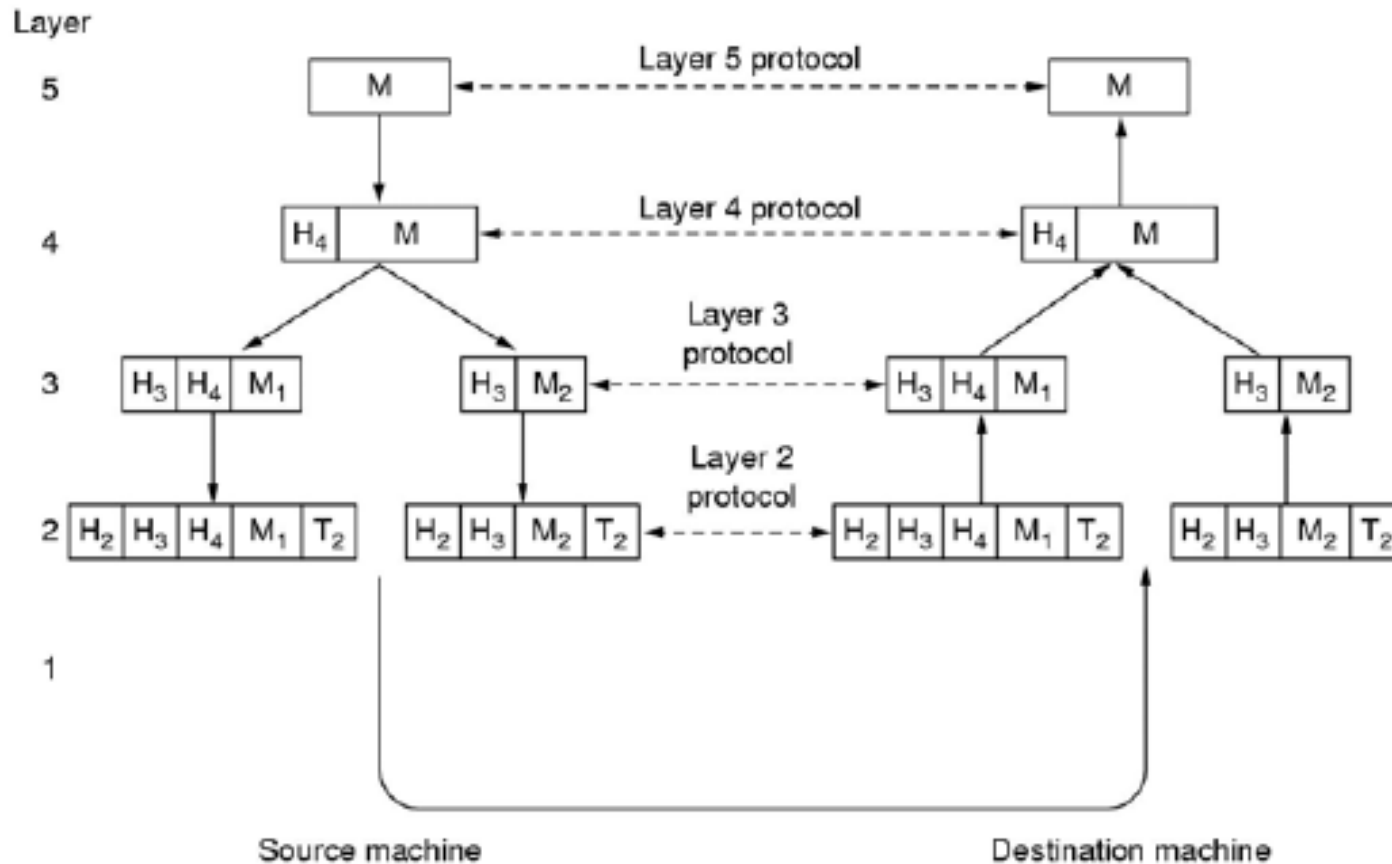 Layer
5
M
Layer 5 protocol
M
4
H₄ M
Layer 4 protocol
H₄ M
3
H₃ H₄ M₁
H₃ M₂
Layer 3
protocol
H₃ H₄ M₁
H₃ M₂
2
H₂ H₃ H₄ M₁ T₂
H₂ H₃ M₂ T₂
Layer 2
protocol
H₂ H₃ H₄ M₁ T₂
H₂ H₃ M₂ T₂
1
Source machine
Destination machine